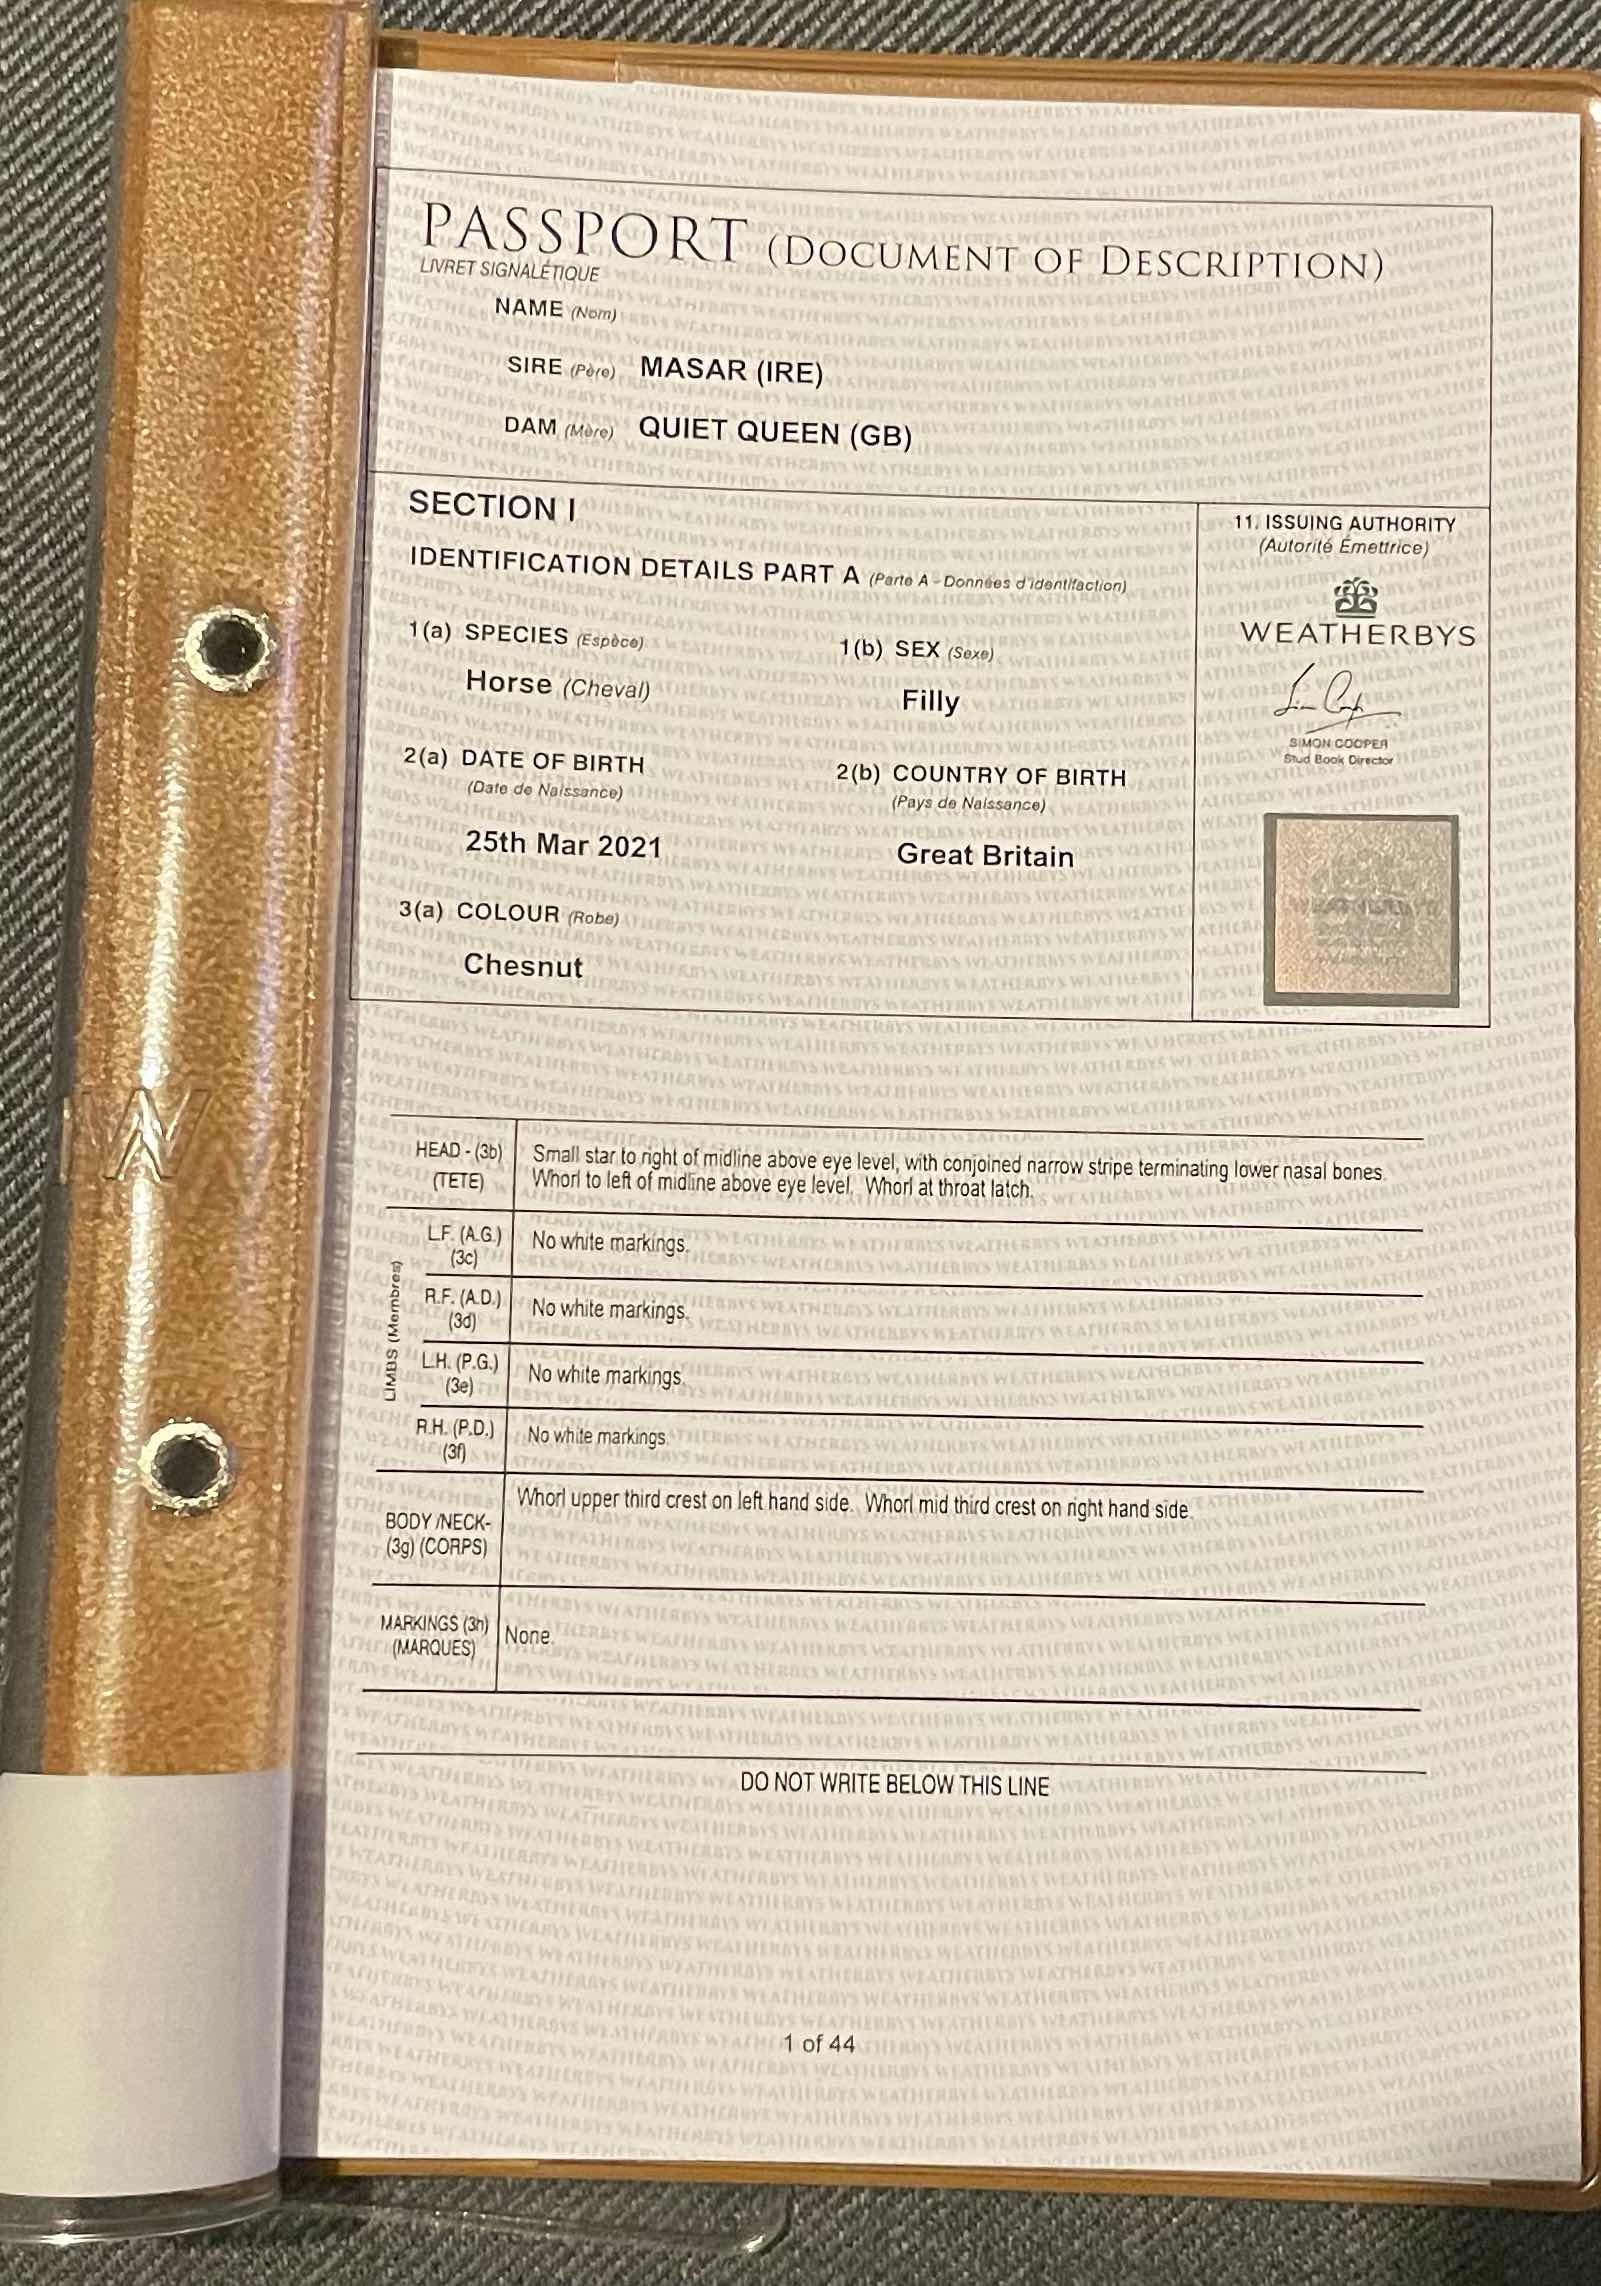 PASSPORT (DOCUMENT OF DESCRIPTION)
LIVRET SIGNALÉTIQUE
NAME (Nom)
SIRE (Père) MASAR (IRE)
DAM (Mère) QUIET QUEEN (GB)
SECTION I
IDENTIFICATION DETAILS PART A (Parte A - Données d'identifaction)
1(a) SPECIES (Espèce)
Horse (Cheval)
1(b) SEX (Sexe)
Filly
2(a) DATE OF BIRTH
(Date de Naissance)
25th Mar 2021
2(b) COUNTRY OF BIRTH
(Pays de Naissance)
Great Britain
3(a) COLOUR (Robe)
Chesnut
11. ISSUING AUTHORITY
(Autorité Émettrice)
WEATHERBYS
SIMON COOPER
Stud Book Director
HEAD - (3b)
(TETE)
Small star to right of midline above eye level, with conjoined narrow stripe terminating lower nasal bones.
Whorl to left of midline above eye level. Whorl at throat latch.
LIMBS (Membres)
L.F. (A.G.)
(3c)
No white markings.
R.F. (A.D.)
(3d)
No white markings.
L.H. (P.G.)
(3e)
No white markings.
R.H. (P.D.)
(3f)
No white markings.
BODY /NECK-
(3g) (CORPS)
Whorl upper third crest on left hand side. Whorl mid third crest on right hand side.
MARKINGS (3h)
(MARQUES)
None.
DO NOT WRITE BELOW THIS LINE
1 of 44
W